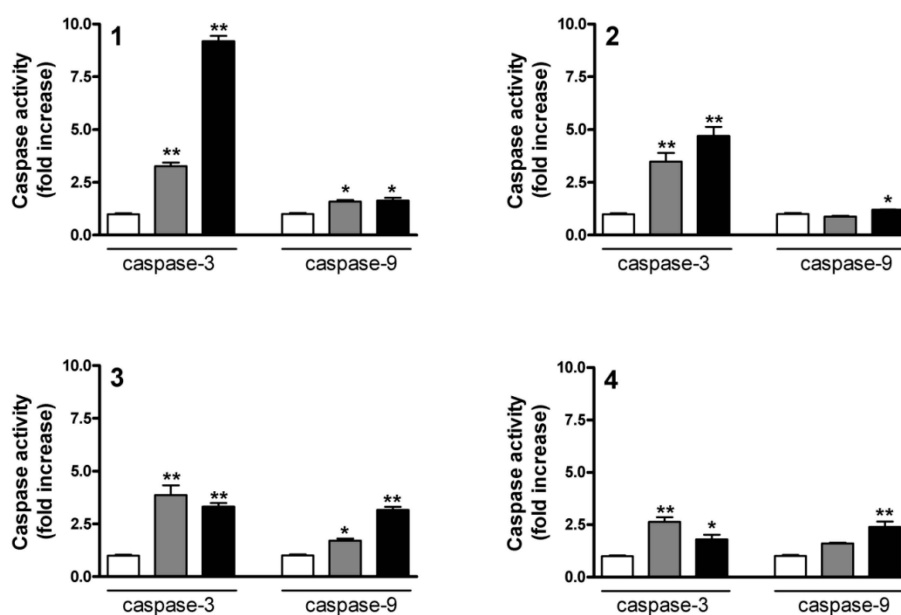 1
Caspase activity
(fold increase)
10.0
7.5
5.0
2.5
0.0
**
**
*
*
caspase-3
caspase-9
2
Caspase activity
(fold increase)
10.0
7.5
5.0
2.5
0.0
**
**
*
caspase-3
caspase-9
3
Caspase activity
(fold increase)
10.0
7.5
5.0
2.5
0.0
**
**
*
**
caspase-3
caspase-9
4
Caspase activity
(fold increase)
10.0
7.5
5.0
2.5
0.0
**
*
**
caspase-3
caspase-9